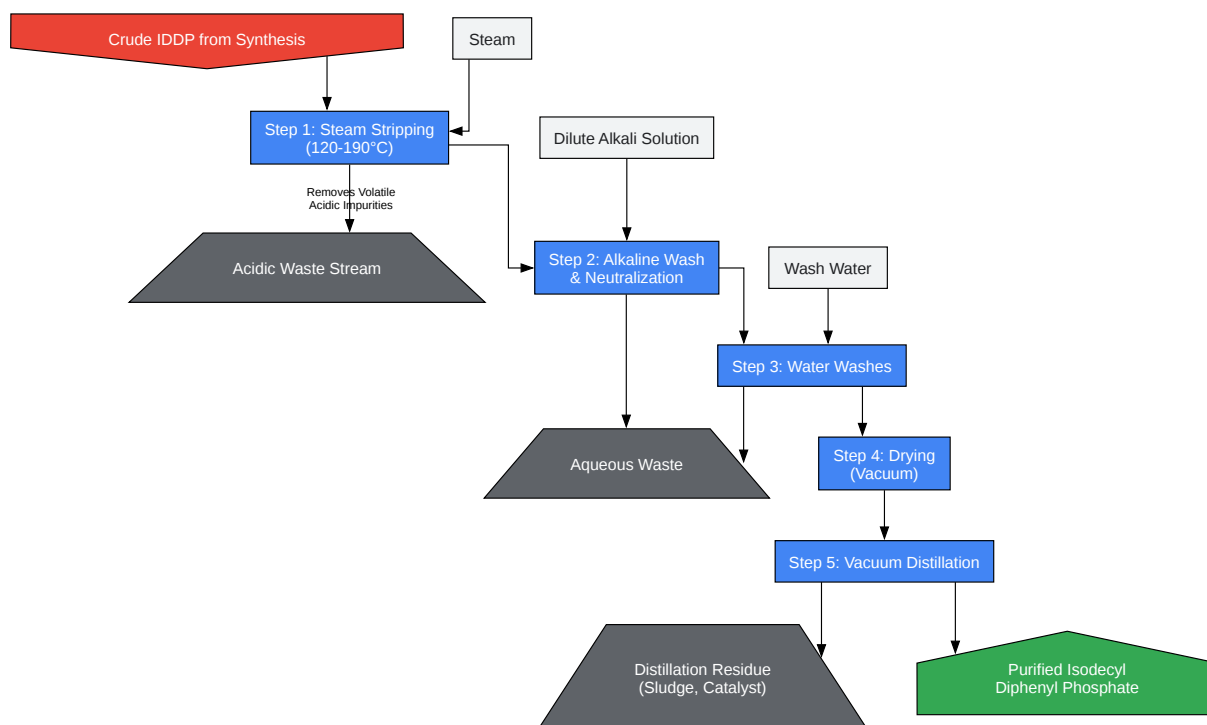 Crude IDDP from Synthesis
Steam
Step 1: Steam Stripping
(120-190°C)
Dilute Alkali Solution
Removes Volatile
Acidic Impurities
Acidic Waste Stream
Step 2: Alkaline Wash
& Neutralization
Wash Water
Step 3: Water Washes
Aqueous Waste
Step 4: Drying
(Vacuum)
Step 5: Vacuum Distillation
Distillation Residue
(Sludge, Catalyst)
Purified Isodecyl
Diphenyl Phosphate